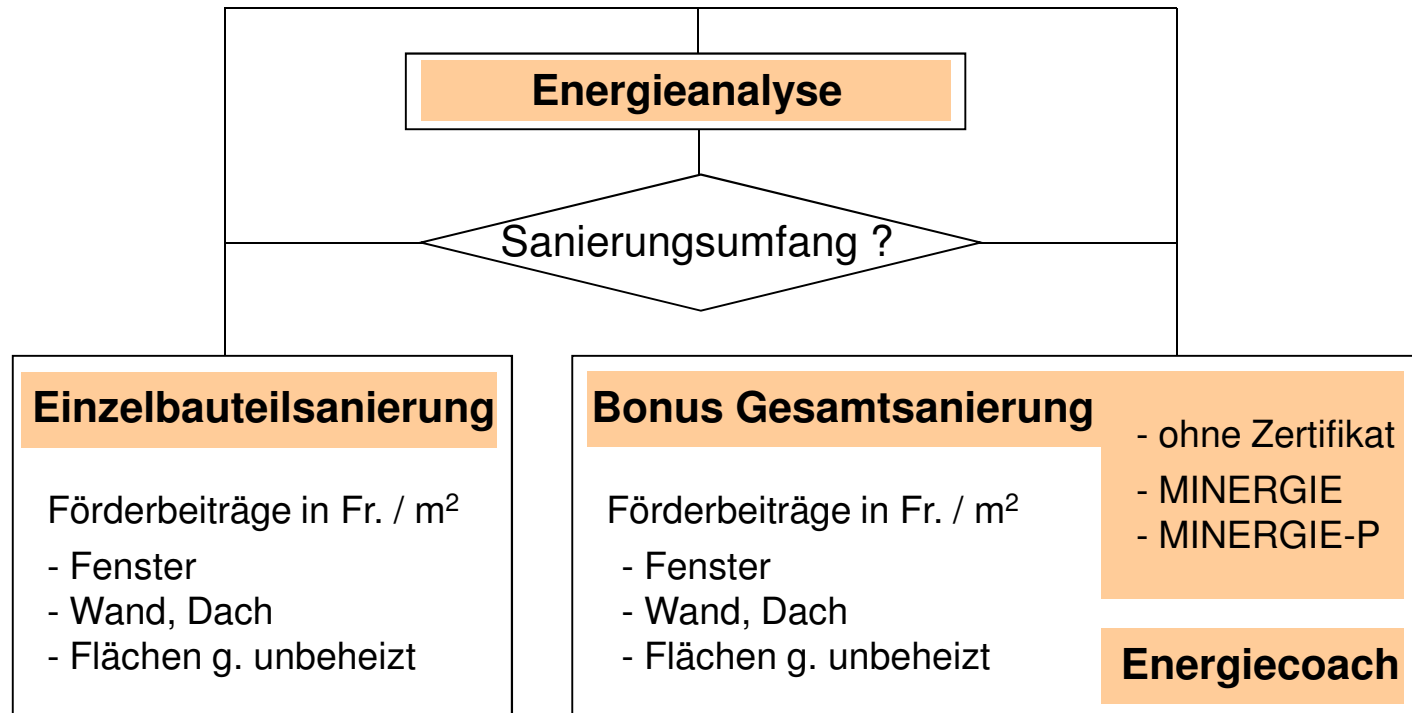 Energieanalyse
Sanierungsumfang ?
Einzelbauteilsanierung
Förderbeiträge in Fr. / m²
- Fenster
- Wand, Dach
- Flächen g. unbeheizt
Bonus Gesamtsanierung
Förderbeiträge in Fr. / m²
- Fenster
- Wand, Dach
- Flächen g. unbeheizt
- ohne Zertifikat
- MINERGIE
- MINERGIE-P
Energiecoach